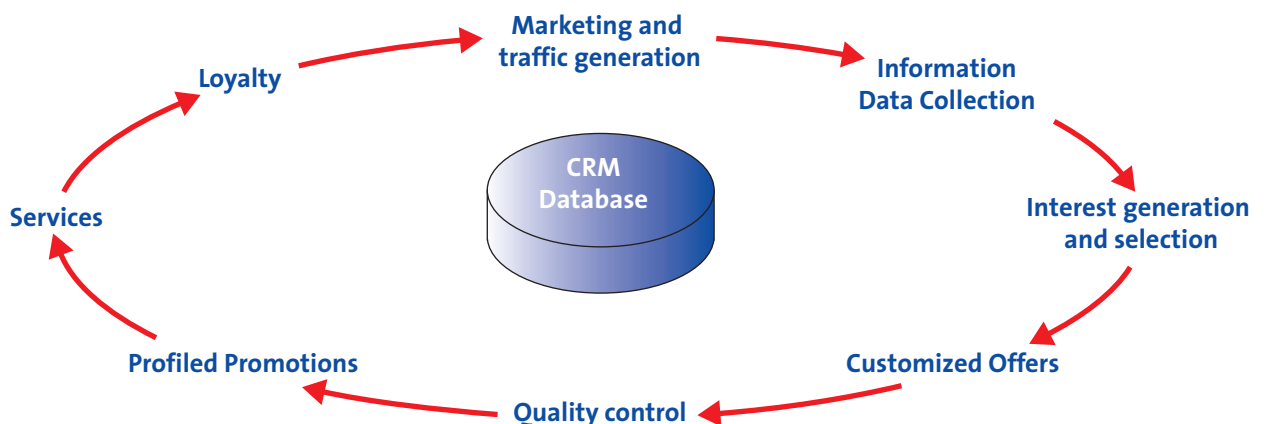 Marketing and
traffic generation
Information
Data Collection
Loyalty
CRM
Database
Interest generation
and selection
Services
Customized Offers
Profiled Promotions
Quality control